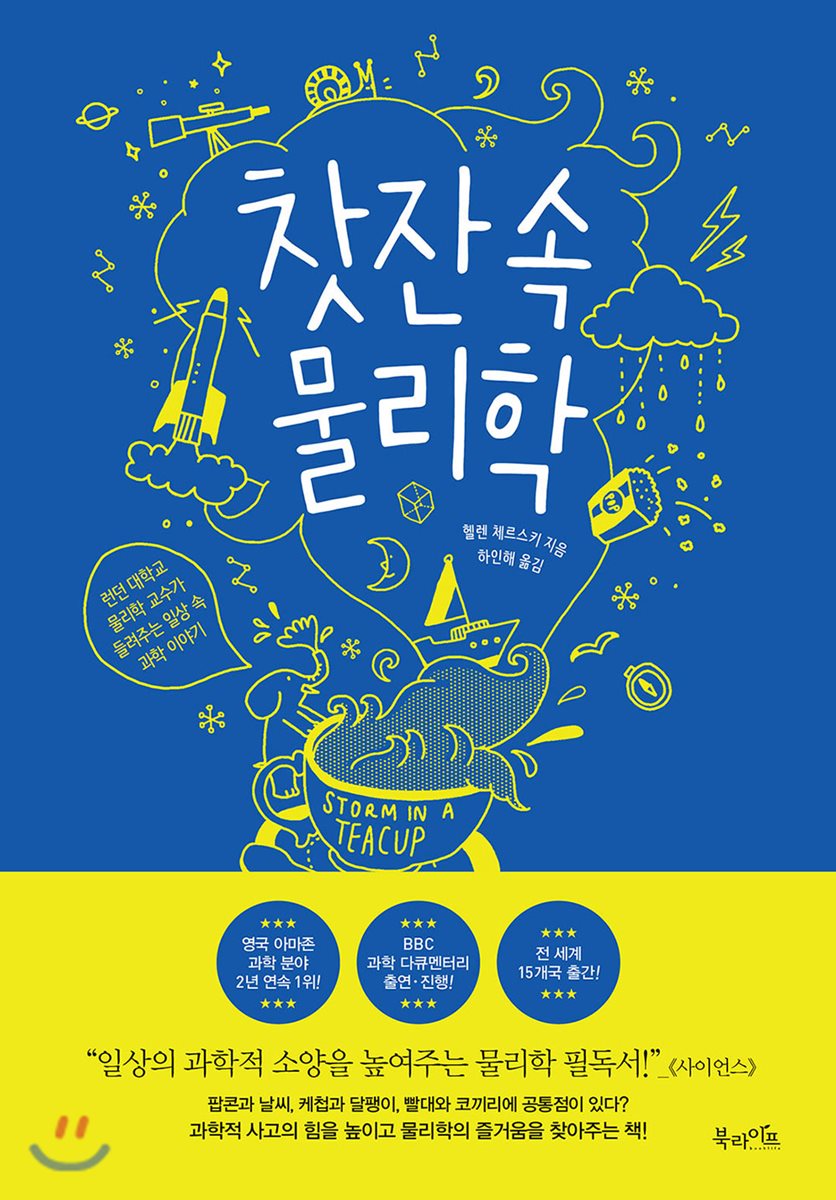 찻잔 속
물리학
헬렌 체르스키 지음
하인해 옮김
POP
런던 대학교
물리학 교수가
들려주는 일상 속
과학 이야기
STORM IN A
TEACUP
영국 아마존
과학 분야
2년 연속 1위!
BBC
과학 다큐멘터리
출연·진행!
전 세계
15개국 출간!
“일상의 과학적 소양을 높여주는 물리학 필독서!”_《사이언스》
팝콘과 날씨, 케첩과 달팽이, 빨대와 코끼리에 공통점이 있다?
과학적 사고의 힘을 높이고 물리학의 즐거움을 찾아주는 책!
북라이프
booklife